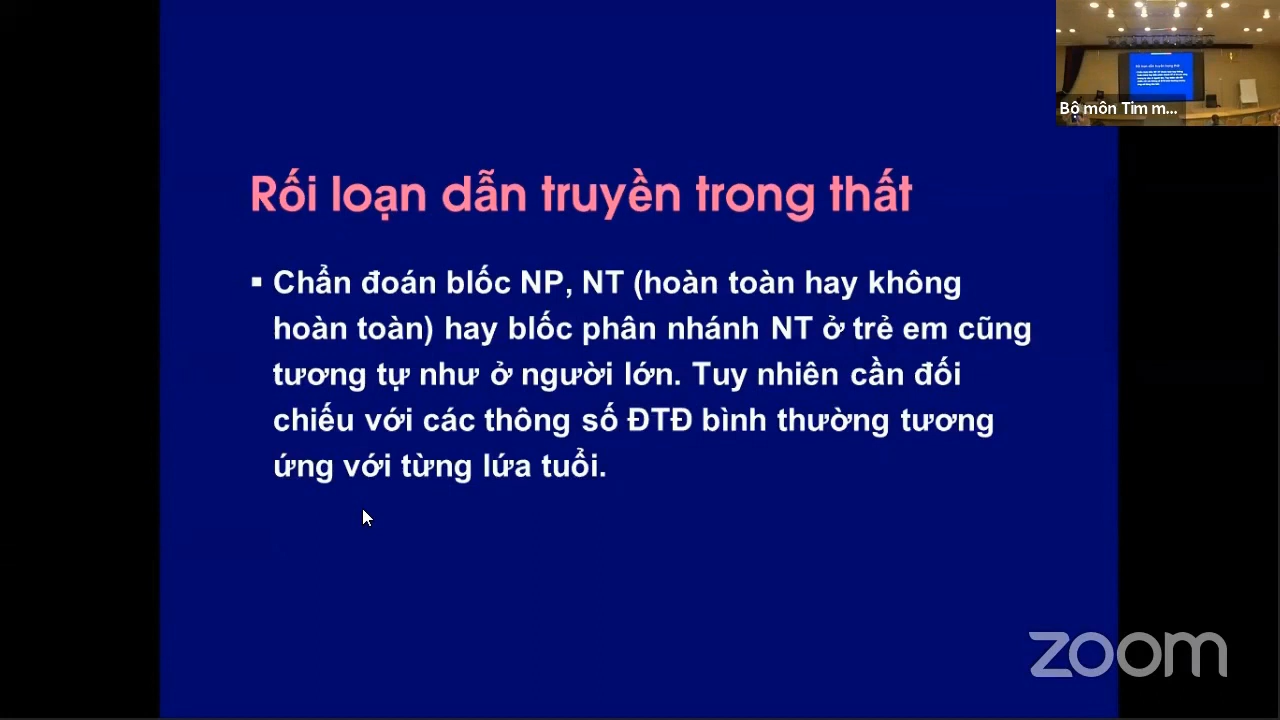 Bộ môn Tim m...
Rối loạn dẫn truyền trong thất
▪ Chẩn đoán blốc NP, NT (hoàn toàn hay không
hoàn toàn) hay blốc phân nhánh NT ở trẻ em cũng
tương tự như ở người lớn. Tuy nhiên cần đối
chiếu với các thông số ĐTĐ bình thường tương
ứng với từng lứa tuổi.
zoom